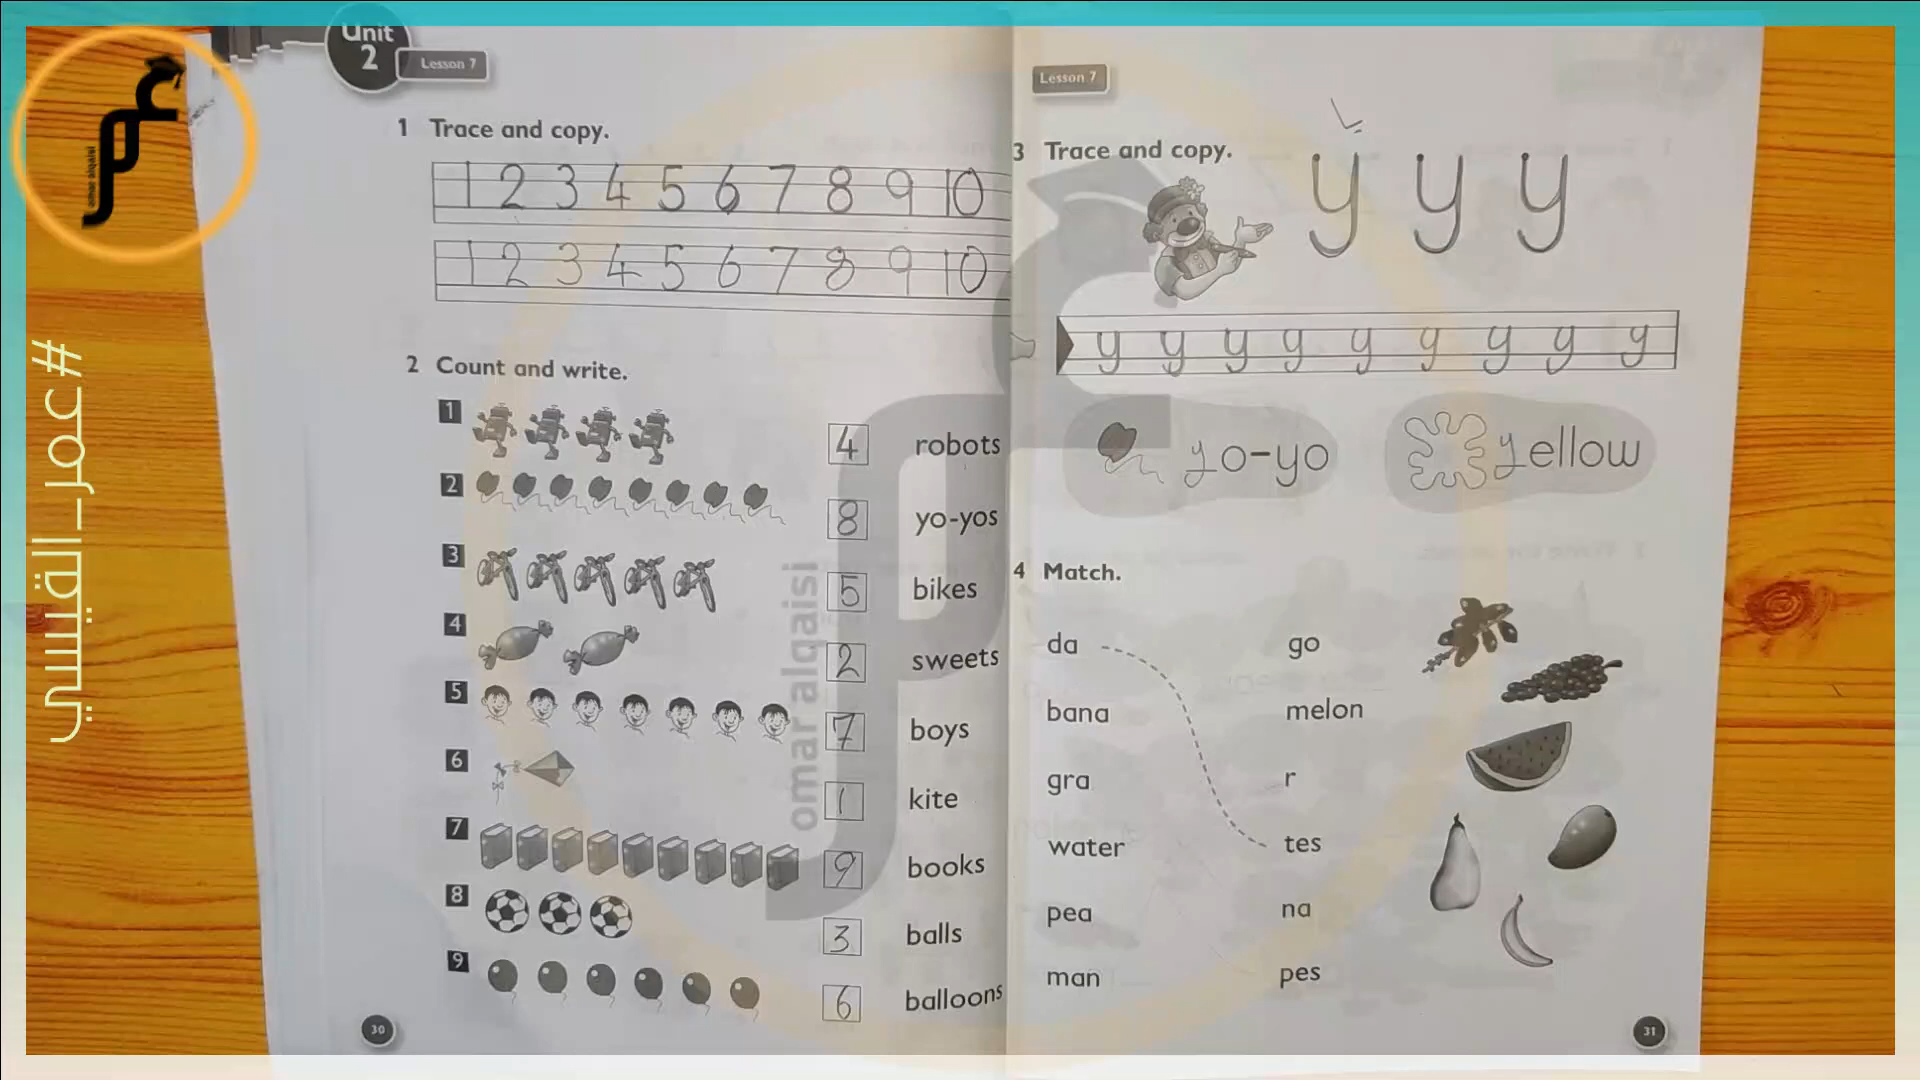 عمر
omar alqaisi
#عمر_القيسي
Unit
2
Lesson 7
1 Trace and copy.
1 2 3 4 5 6 7 8 9 10
1 2 3 4 5 6 7 8 9 10
2 Count and write.
1 4 robots
2 8 yo-yos
3 5 bikes
4 2 sweets
5 7 boys
6 1 kite
7 9 books
8 3 balls
9 6 balloons
omar alqaisi
30
Lesson 7
3 Trace and copy.
y y y
y y y y y y y y y
yo-yo yellow
4 Match.
da go
bana melon
gra r
water tes
pea na
man pes
31